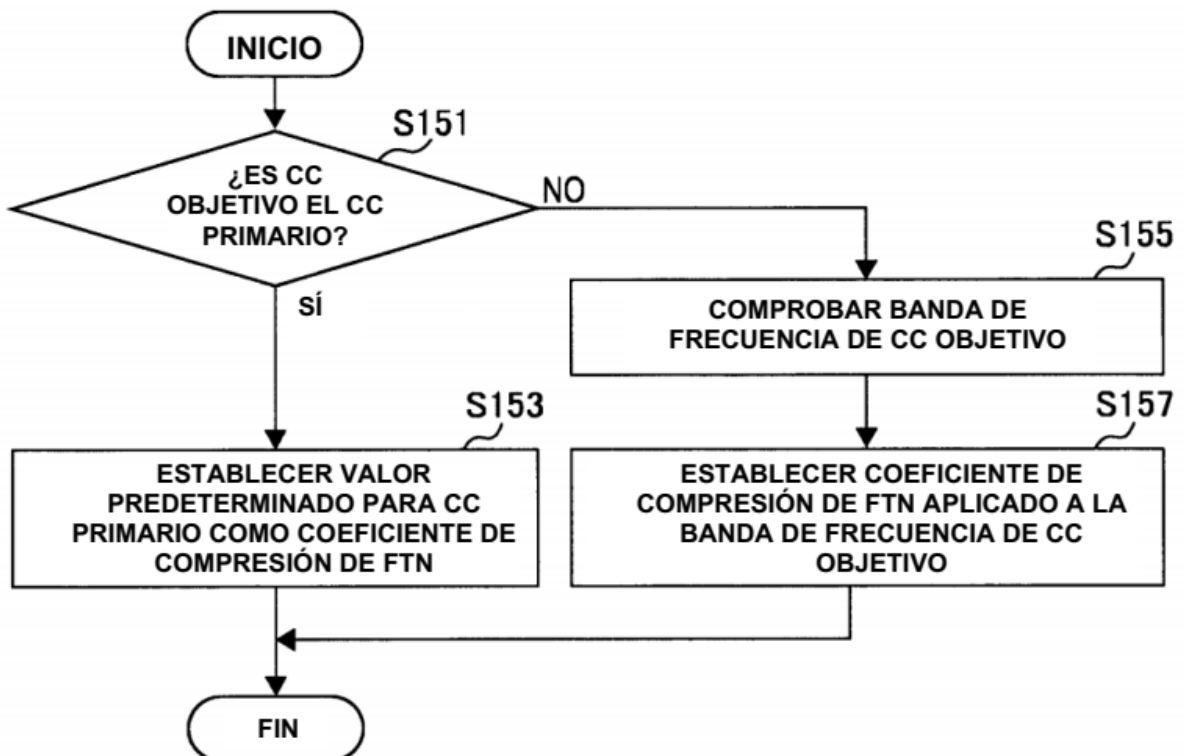 INICIO
S151
¿ES CC
OBJETIVO EL CC
PRIMARIO?
NO
SÍ
S155
COMPROBAR BANDA DE
FRECUENCIA DE CC OBJETIVO
S153
ESTABLECER VALOR
PREDETERMINADO PARA CC
PRIMARIO COMO COEFICIENTE DE
COMPRESIÓN DE FTN
S157
ESTABLECER COEFICIENTE DE
COMPRESIÓN DE FTN APLICADO A LA
BANDA DE FRECUENCIA DE CC
OBJETIVO
FIN